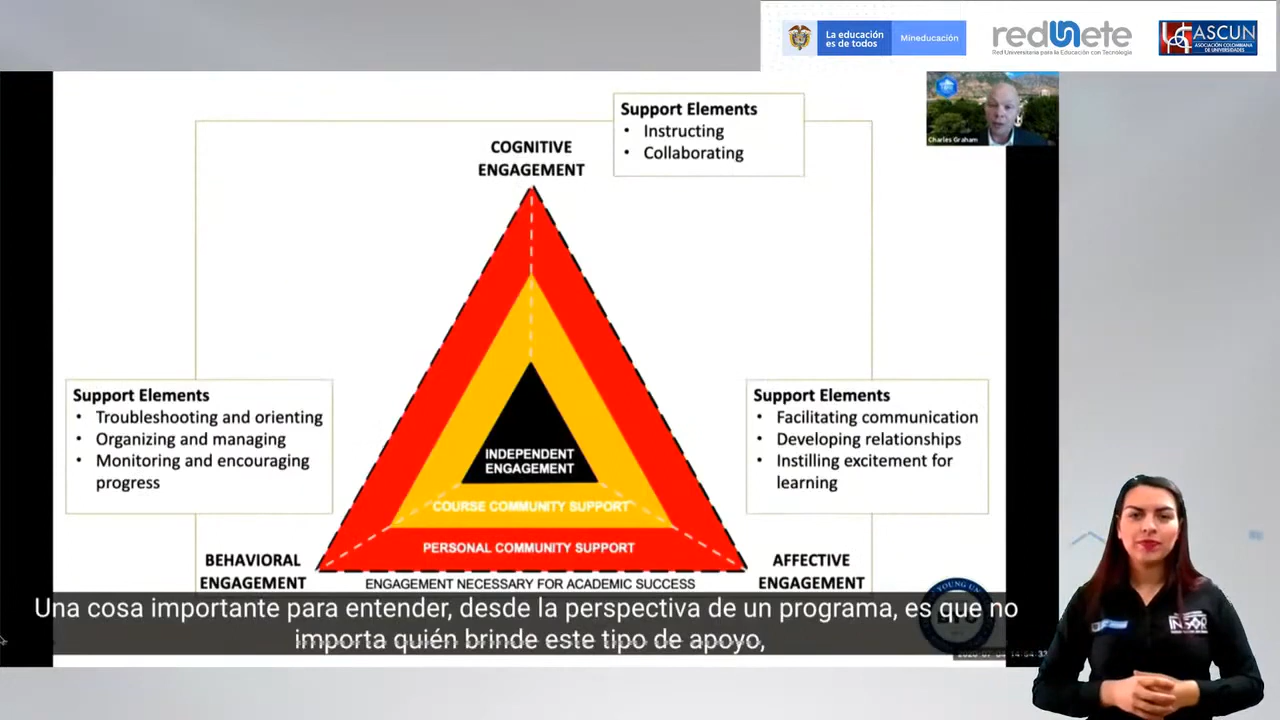 La educación
es de todos
Mineducación
redunete
Red Universitaria para la Educación con Tecnología
ASCUN
ASOCIACIÓN COLOMBIANA
DE UNIVERSIDADES
Charles Graham
Support Elements
• Instructing
• Collaborating
COGNITIVE
ENGAGEMENT
Support Elements
• Troubleshooting and orienting
• Organizing and managing
• Monitoring and encouraging
progress
Support Elements
• Facilitating communication
• Developing relationships
• Instilling excitement for
learning
INDEPENDENT
ENGAGEMENT
COURSE COMMUNITY SUPPORT
PERSONAL COMMUNITY SUPPORT
BEHAVIORAL
ENGAGEMENT
AFFECTIVE
ENGAGEMENT
ENGAGEMENT NECESSARY FOR ACADEMIC SUCCESS
Una cosa importante para entender, desde la perspectiva de un programa, es que no
importa quién brinde este tipo de apoyo,
INSOR